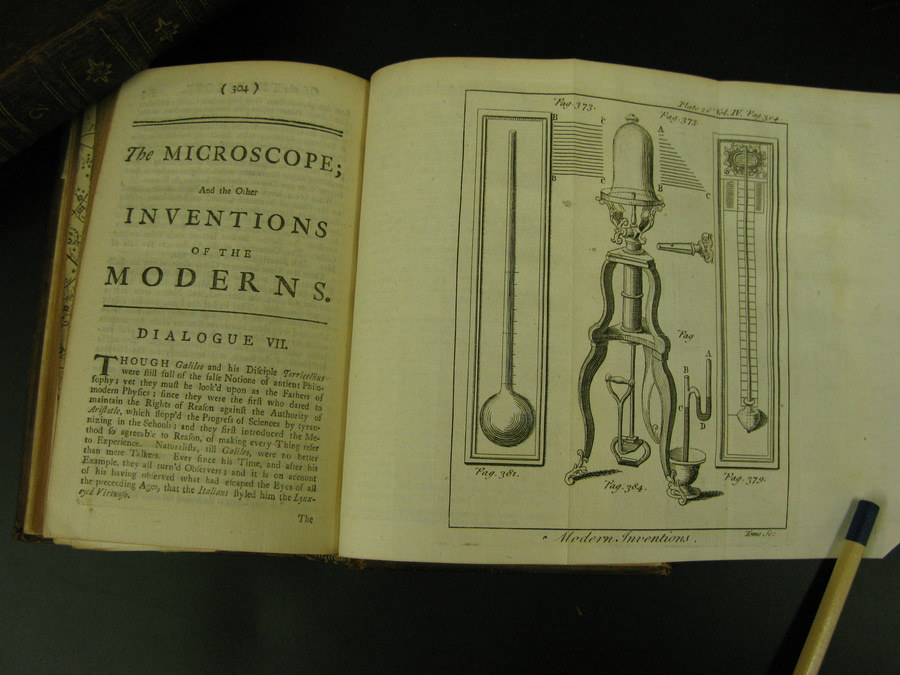 ( 304 )
The MICROSCOPE;
And the Other
INVENTIONS
OF THE
MODERNS.
DIALOGUE VII.
THOUGH Galileo and his Disciple Torricellius
were still full of the false Notions of antient Philo-
sophy; yet they must be look'd upon as the Fathers of
modern Physics; since they were the first who dared to
maintain the Rights of Reason against the Authority of
Aristotle, which stopp'd the Progress of Sciences by tyran-
nizing in the Schools; and they first introduced the Me-
thod so agreeable to Reason, of making every Thing refer
to Experience. Naturalists, till Galileo, were no better
than mere Talkers. Ever since his Time, and after his
Example, they all turn'd Observers; and it is on account
of his having observed what had escaped the Eyes of all
the preceeding Ages, that the Italians styled him the Lynx-
eyed Virtuoso.
The
Plate Vol. IV. Pag. 304
Pag. 373.
Pag. 373.
B
C
A
B
C
B
C
Pag
A
B
C
D
Pag. 381.
Pag. 384.
Pag. 379.
Modern Inventions.